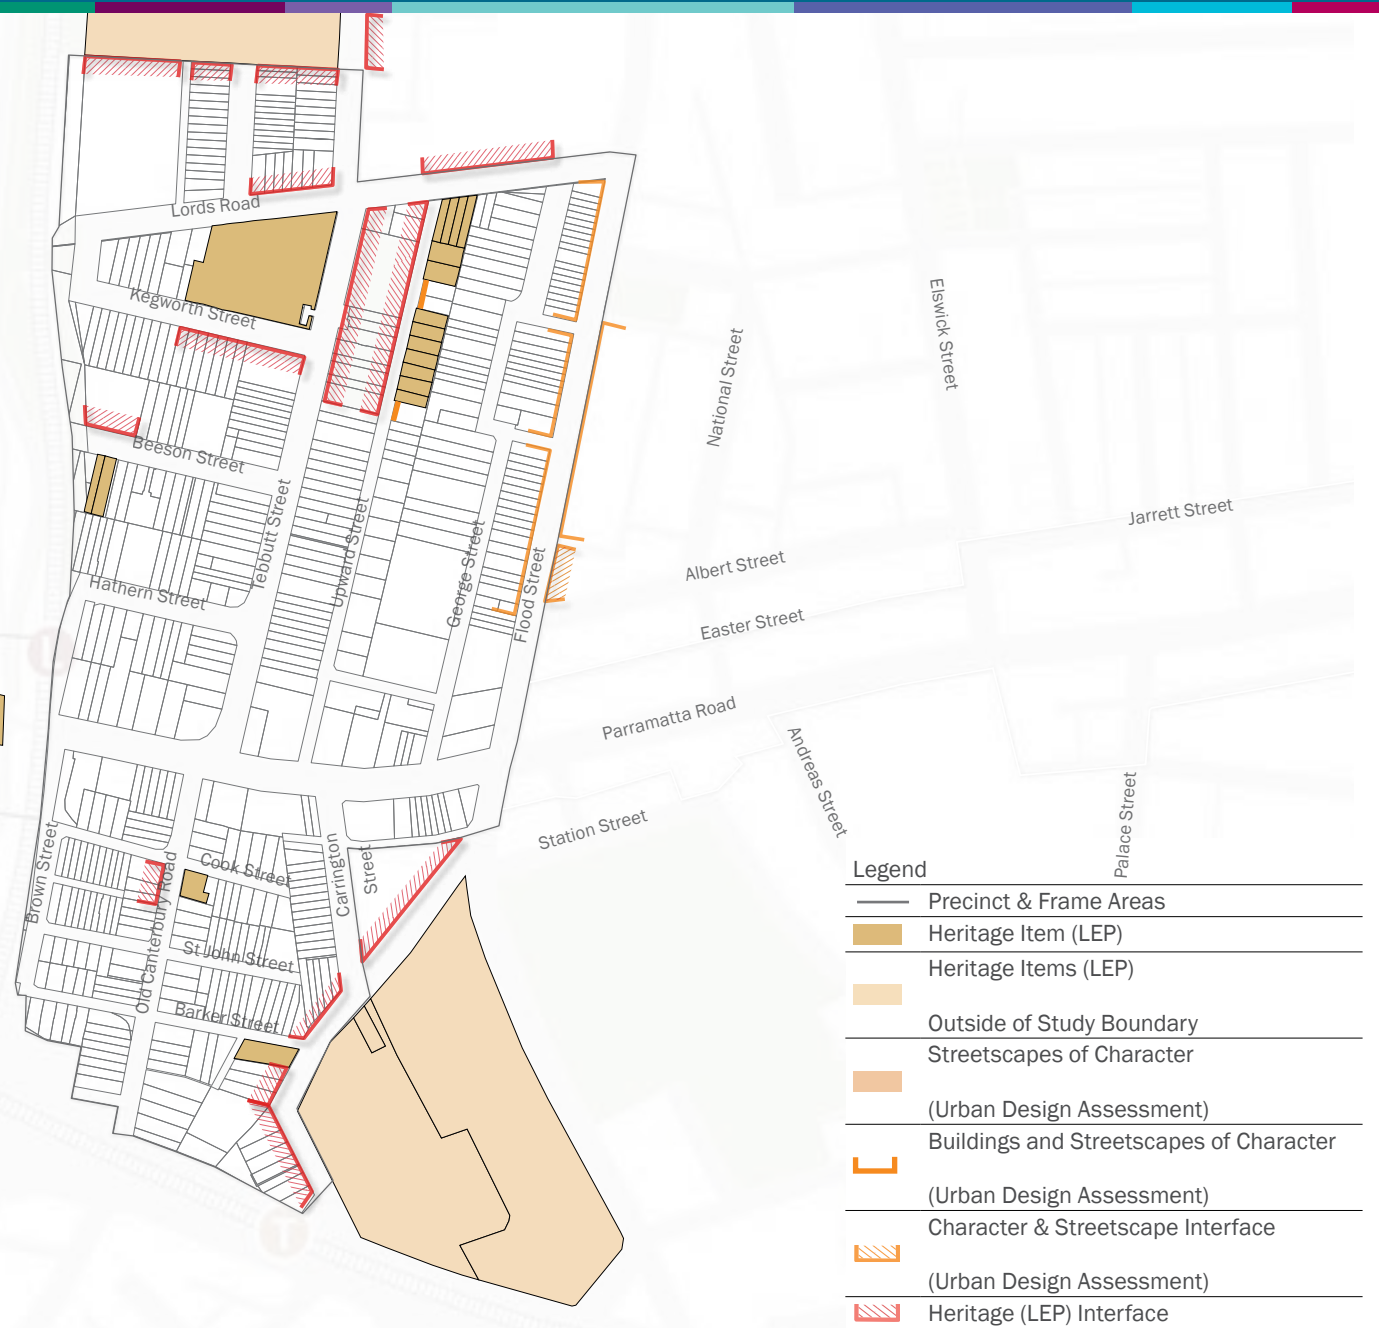 Lords Road
Kegworth Street
Beeson Street
Hathern Street
Tebbutt Street
Upward Street
George Street
Flood Street
National Street
Elswick Street
Jarrett Street
Albert Street
Easter Street
Parramatta Road
Andreas Street
Station Street
Palace Street
Brown Street
Old Canterbury Road
Cook Street
Carrington
Street
St John Street
Barker Street
L
T
Legend
Precinct & Frame Areas
Heritage Item (LEP)
Heritage Items (LEP)
Outside of Study Boundary
Streetscapes of Character
(Urban Design Assessment)
Buildings and Streetscapes of Character
(Urban Design Assessment)
Character & Streetscape Interface
(Urban Design Assessment)
Heritage (LEP) Interface